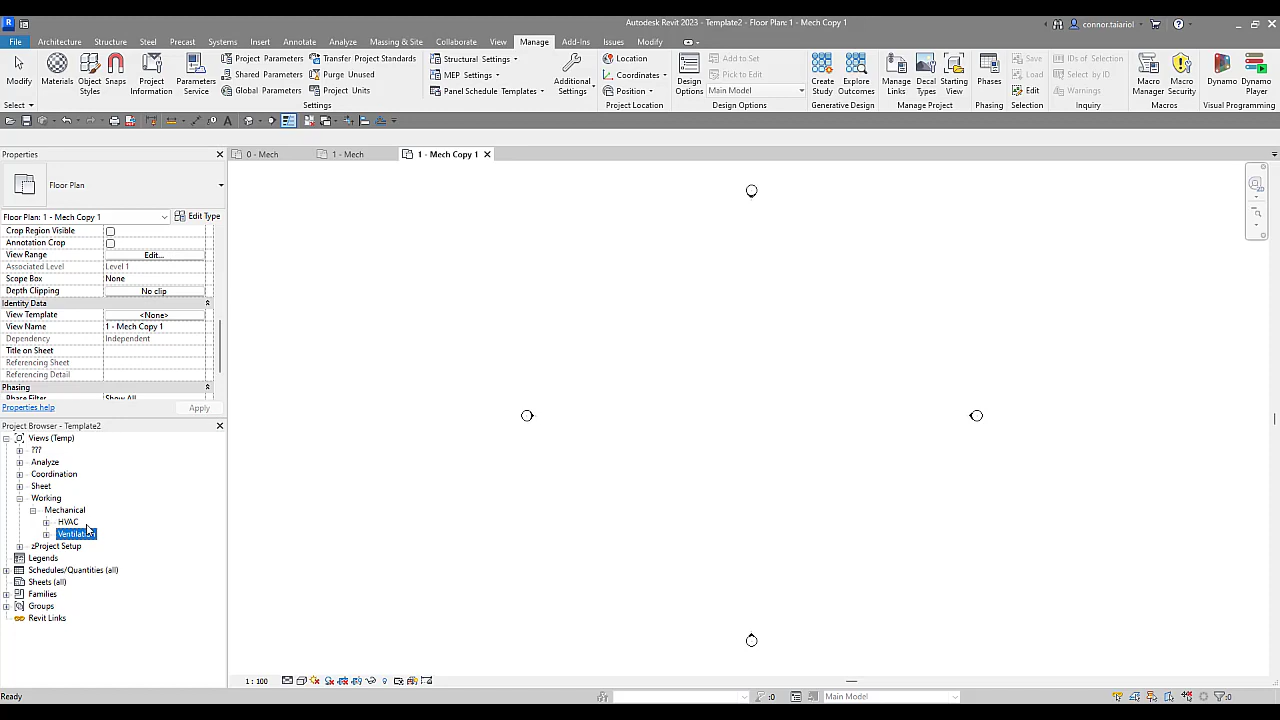 Autodesk Revit 2023 - Template2 - Floor Plan: 1 - Mech Copy 1
connor.taiariol
File Architecture Structure Steel Precast Systems Insert Annotate Analyze Massing & Site Collaborate View Manage Add-Ins Issues Modify
Modify
Materials
Object Styles
Snaps
Project Information
Parameters Service
Project Parameters
Shared Parameters
Global Parameters
Transfer Project Standards
Purge Unused
Project Units
Structural Settings
MEP Settings
Panel Schedule Templates
Additional Settings
Location
Coordinates
Position
Design Options
Add to Set
Pick to Edit
Main Model
Create Study
Explore Outcomes
Manage Links
Decal Types
Starting View
Phases
Save
Load
Edit
IDs of Selection
Select by ID
Warnings
Macro Manager
Macro Security
Dynamo
Dynamo Player
Select
Settings
Project Location
Design Options
Generative Design
Manage Project
Phasing
Selection
Inquiry
Macros
Visual Programming
Properties
0 - Mech
1 - Mech
1 - Mech Copy 1
Floor Plan
Floor Plan: 1 - Mech Copy 1
Edit Type
Crop Region Visible
Annotation Crop
View Range Edit...
Associated Level Level 1
Scope Box None
Depth Clipping No clip
Identity Data
View Template <None>
View Name 1 - Mech Copy 1
Dependency Independent
Title on Sheet
Referencing Sheet
Referencing Detail
Phasing
Phase Filter Show All
Properties help
Apply
Project Browser - Template2
Views (Temp)
???
Analyze
Coordination
Sheet
Working
Mechanical
HVAC
zProject Setup
Legends
Schedules/Quantities (all)
Sheets (all)
Families
Groups
Revit Links
1 : 100
Ready
:0
Main Model
:0